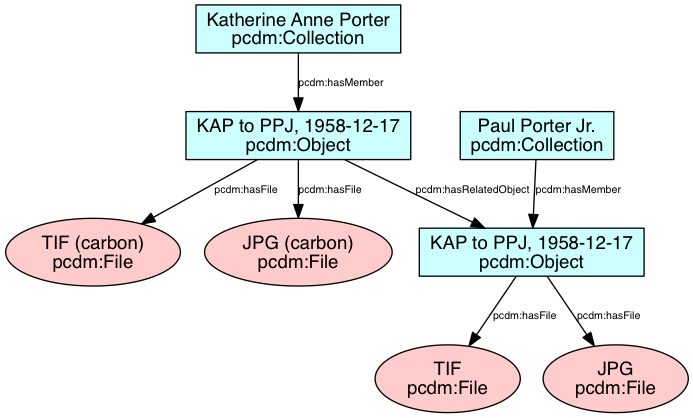 Katherine Anne Porter
pcdm:Collection
pcdm:hasMember
KAP to PPJ, 1958-12-17
pcdm:Object
Paul Porter Jr.
pcdm:Collection
pcdm:hasFile
pcdm:hasFile
pcdm:hasRelatedObject
pcdm:hasMember
TIF (carbon)
pcdm:File
JPG (carbon)
pcdm:File
KAP to PPJ, 1958-12-17
pcdm:Object
pcdm:hasFile
pcdm:hasFile
TIF
pcdm:File
JPG
pcdm:File